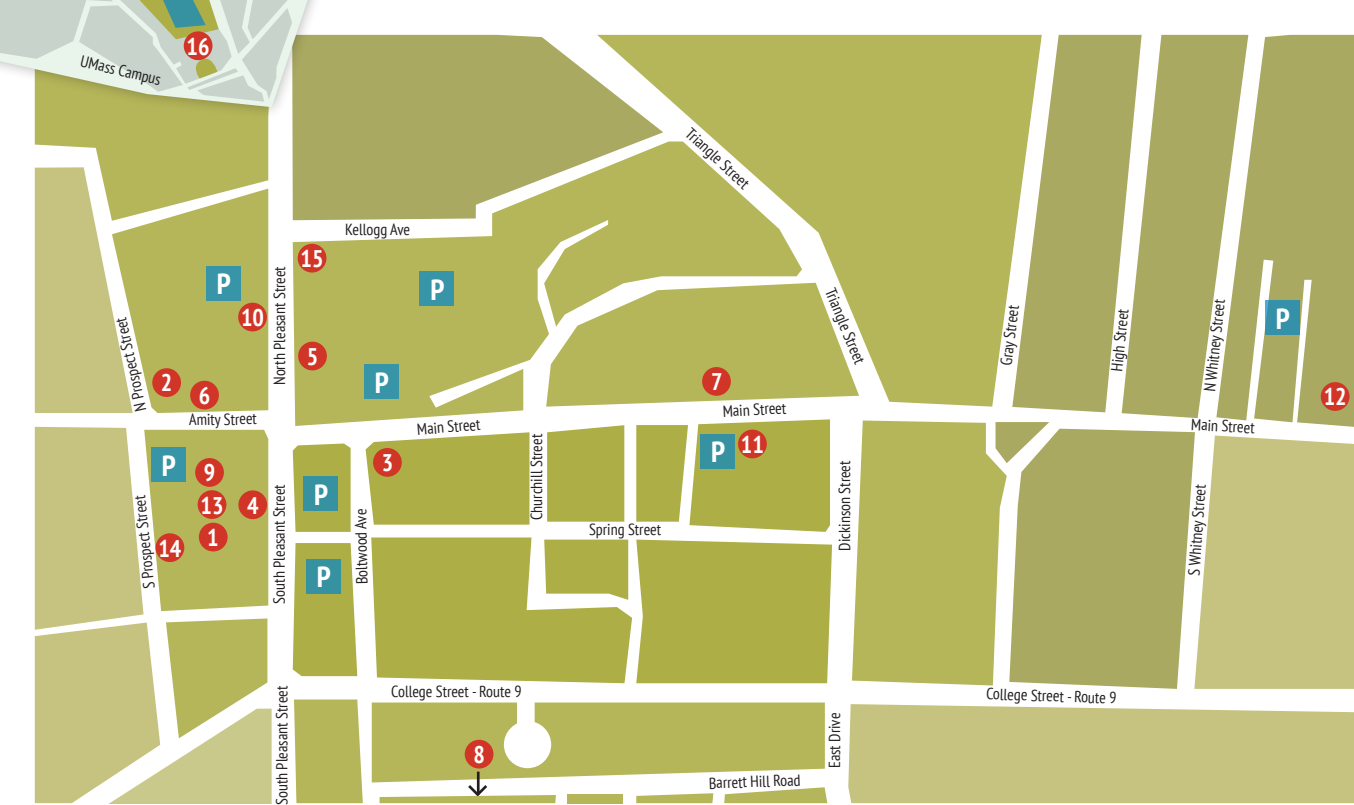 16
UMass Campus
Triangle Street
Kellogg Ave
15
P
P
10
North Pleasant Street
Triangle Street
Gray Street
High Street
N Whitney Street
P
N Prospect Street
5
2
6
P
7
12
Amity Street
Main Street
Main Street
Main Street
P
9
3
P
11
Churchill Street
P
13
4
South Pleasant Street
Boltwood Ave
Spring Street
Dickinson Street
S Whitney Street
S Prospect Street
14
1
P
College Street - Route 9
College Street - Route 9
South Pleasant Street
8
East Drive
Barrett Hill Road